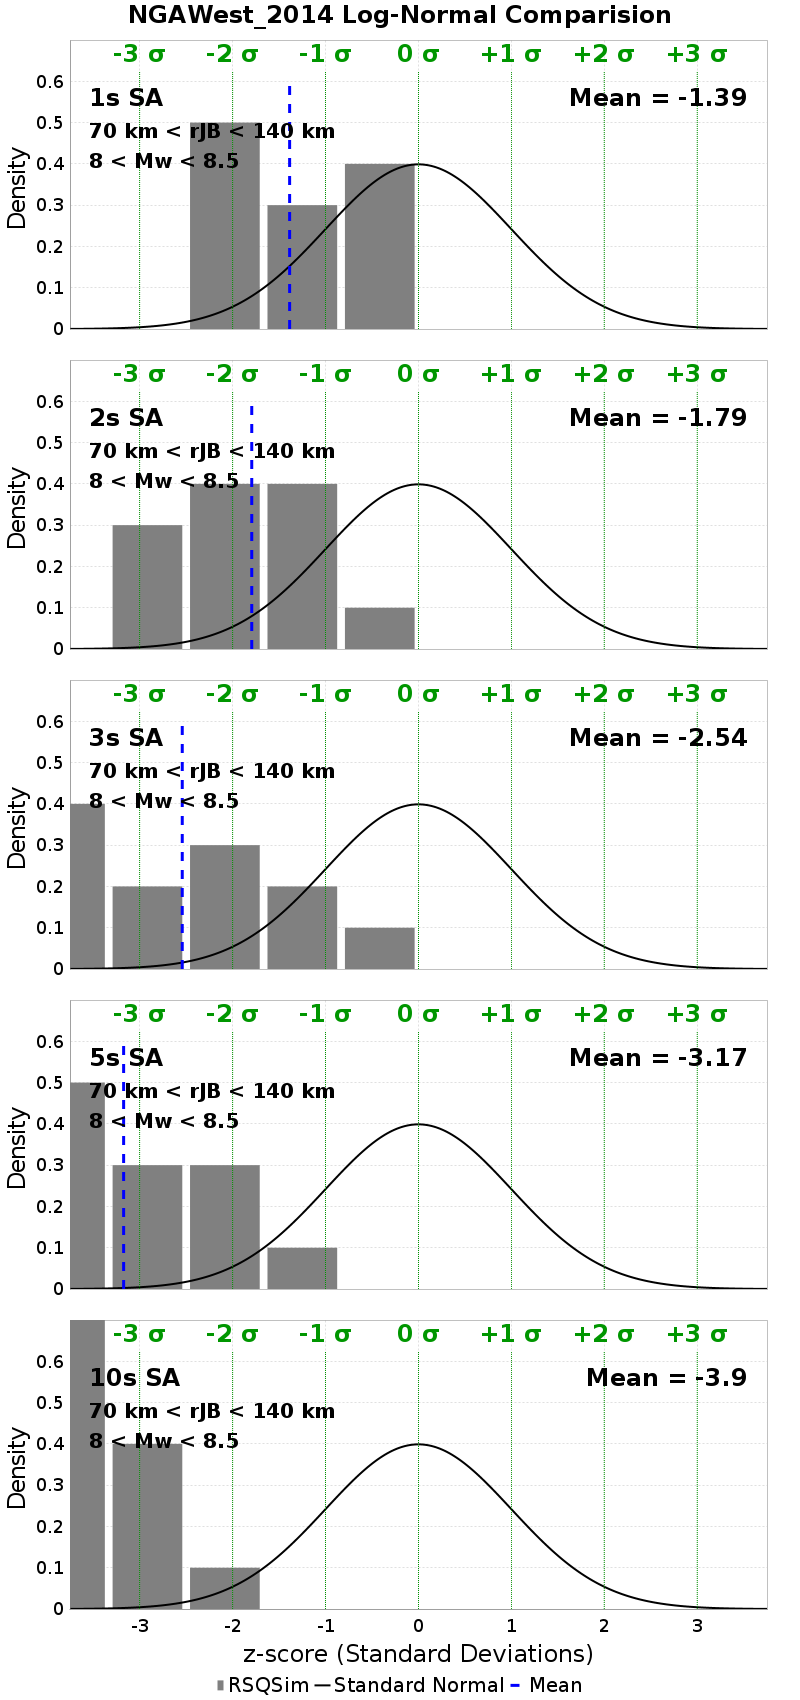 NGAWest_2014 Log-Normal Comparision
-3 σ -2 σ -1 σ 0 σ +1 σ +2 σ +3 σ
0.6
1s SA Mean = -1.39
0.5
70 km < rJB < 140 km
8 < Mw < 8.5
0.4
0.3
0.2
0.1
0
Density
-3 σ -2 σ -1 σ 0 σ +1 σ +2 σ +3 σ
0.6
2s SA Mean = -1.79
0.5
70 km < rJB < 140 km
8 < Mw < 8.5
0.4
0.3
0.2
0.1
0
Density
-3 σ -2 σ -1 σ 0 σ +1 σ +2 σ +3 σ
0.6
3s SA Mean = -2.54
0.5
70 km < rJB < 140 km
8 < Mw < 8.5
0.4
0.3
0.2
0.1
0
Density
-3 σ -2 σ -1 σ 0 σ +1 σ +2 σ +3 σ
0.6
5s SA Mean = -3.17
0.5
70 km < rJB < 140 km
8 < Mw < 8.5
0.4
0.3
0.2
0.1
0
Density
-3 σ -2 σ -1 σ 0 σ +1 σ +2 σ +3 σ
0.6
10s SA Mean = -3.9
0.5
70 km < rJB < 140 km
8 < Mw < 8.5
0.4
0.3
0.2
0.1
0
Density
-3 -2 -1 0 1 2 3
z-score (Standard Deviations)
RSQSim Standard Normal Mean